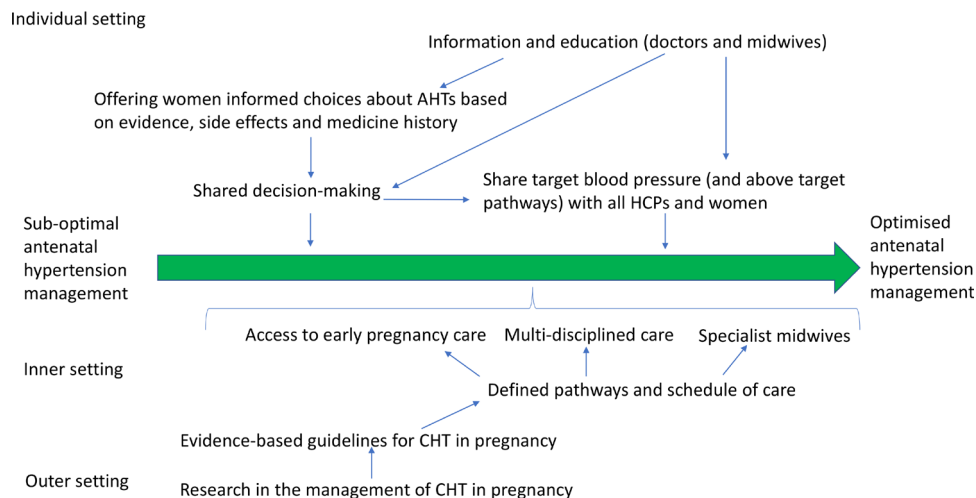 Individual setting
Information and education (doctors and midwives)
Offering women informed choices about AHTs based
on evidence, side effects and medicine history
Shared decision-making
Share target blood pressure (and above target
pathways) with all HCPs and women
Sub-optimal
antenatal
hypertension
management
Optimised
antenatal
hypertension
management
Access to early pregnancy care
Multi-disciplined care
Specialist midwives
Inner setting
Defined pathways and schedule of care
Evidence-based guidelines for CHT in pregnancy
Outer setting
Research in the management of CHT in pregnancy